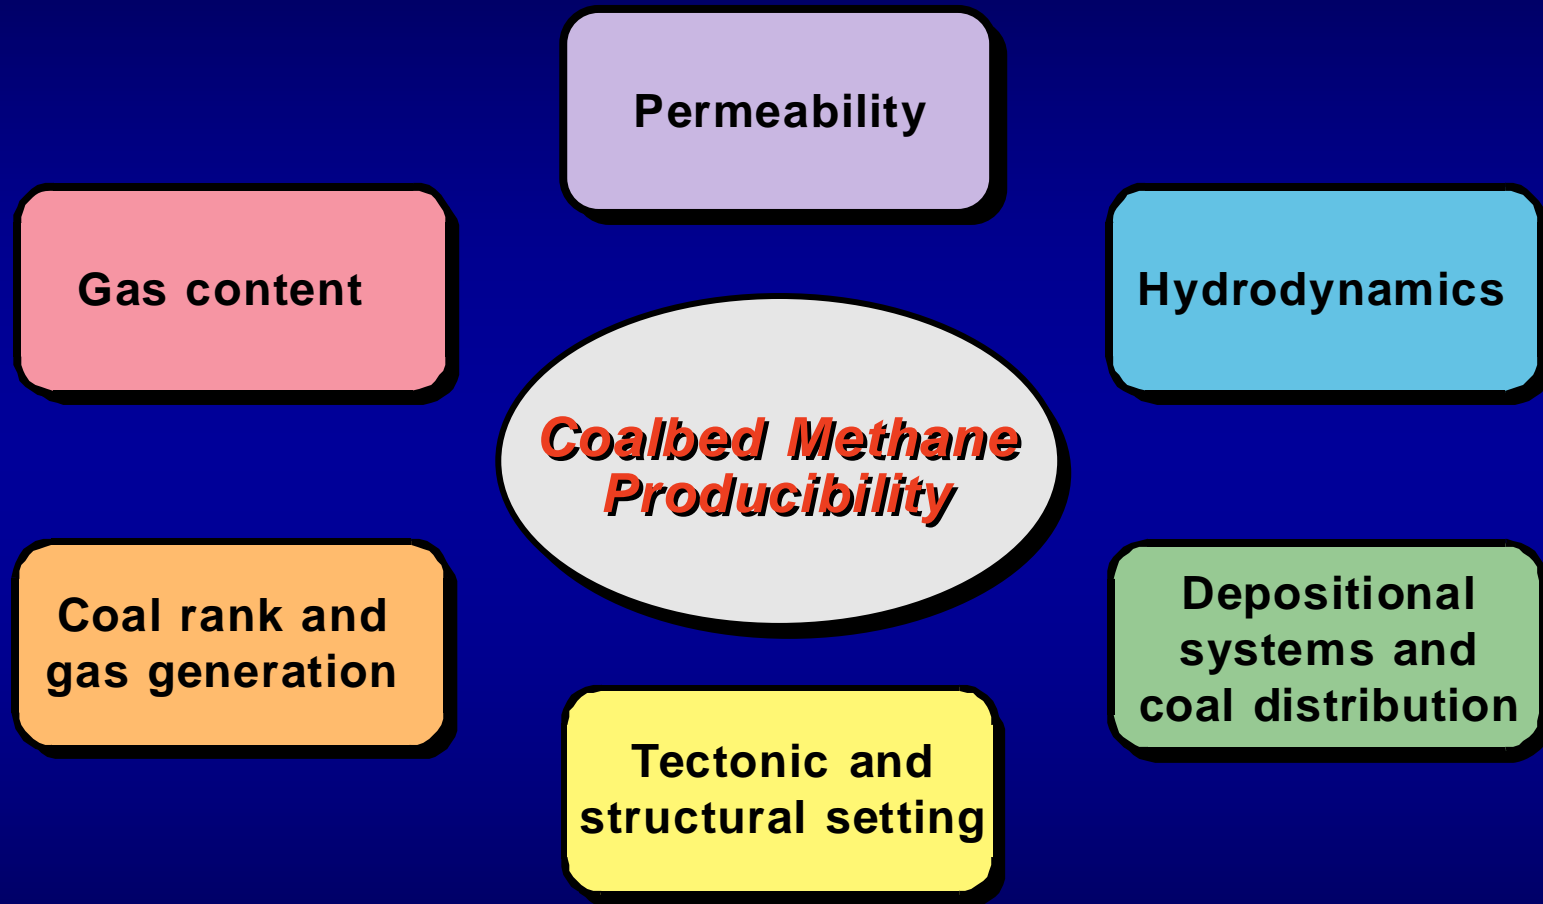 Permeability
Gas content
Hydrodynamics
Coalbed Methane
Producibility
Coal rank and
gas generation
Depositional
systems and
coal distribution
Tectonic and
structural setting